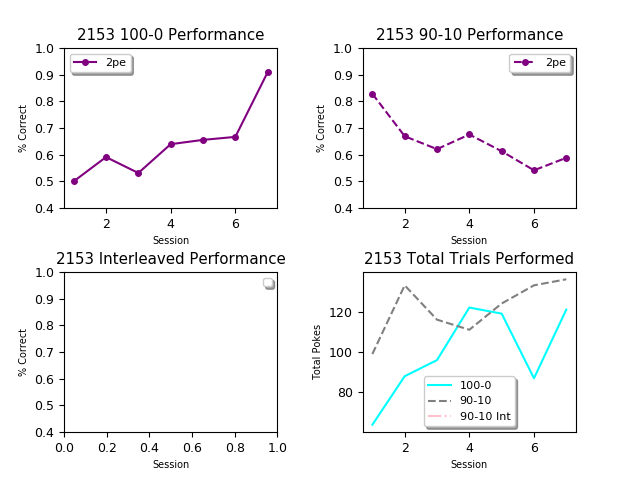 2153 100-0 Performance
2153 90-10 Performance
1.0
0.9
0.8
0.7
0.6
0.5
0.4
% Correct
2pe
2
4
6
Session
1.0
0.9
0.8
0.7
0.6
0.5
0.4
% Correct
2pe
2
4
6
Session
2153 Interleaved Performance
2153 Total Trials Performed
1.0
0.9
0.8
0.7
0.6
0.5
0.4
% Correct
0.0
0.2
0.4
0.6
0.8
1.0
Session
120
100
80
Total Pokes
100-0
90-10
90-10 Int
2
4
6
Session